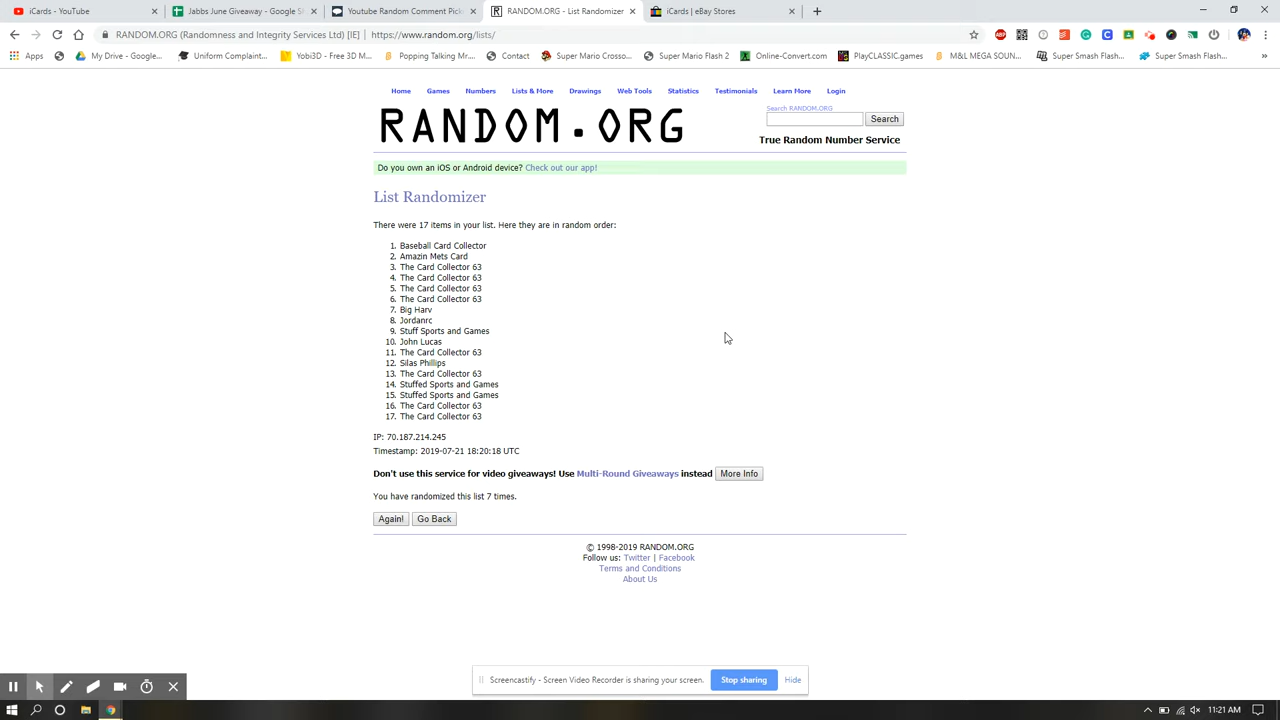 iCards - YouTube
Jabbs June Giveaway - Google S
Youtube Random Comment Pick
RANDOM.ORG - List Randomizer
iCards | eBay Stores
RANDOM.ORG (Randomness and Integrity Services Ltd) [IE] | https://www.random.org/lists/
Apps
My Drive - Google...
Uniform Complaint...
Yobi3D - Free 3D M...
Popping Talking Mr....
Contact
Super Mario Crosso...
Super Mario Flash 2
Online-Convert.com
PlayCLASSIC.games
M&L MEGA SOUN...
Super Smash Flash...
Super Smash Flash...
Home Games Numbers Lists & More Drawings Web Tools Statistics Testimonials Learn More Login
Search RANDOM.ORG
RANDOM.ORG
Search
True Random Number Service
Do you own an iOS or Android device? Check out our app!
List Randomizer
There were 17 items in your list. Here they are in random order:
1. Baseball Card Collector
2. Amazin Mets Card
3. The Card Collector 63
4. The Card Collector 63
5. The Card Collector 63
6. The Card Collector 63
7. Big Harv
8. Jordanrc
9. Stuff Sports and Games
10. John Lucas
11. The Card Collector 63
12. Silas Phillips
13. The Card Collector 63
14. Stuffed Sports and Games
15. Stuffed Sports and Games
16. The Card Collector 63
17. The Card Collector 63
IP: 70.187.214.245
Timestamp: 2019-07-21 18:20:18 UTC
Don't use this service for video giveaways! Use Multi-Round Giveaways instead More Info
You have randomized this list 7 times.
Again! Go Back
© 1998-2019 RANDOM.ORG
Follow us: Twitter | Facebook
Terms and Conditions
About Us
Screencastify - Screen Video Recorder is sharing your screen. Stop sharing Hide
11:21 AM